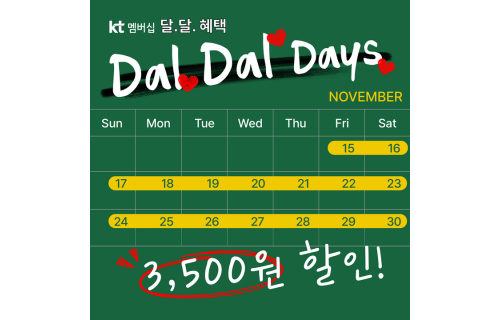 kt 멤버십 달.달.혜택
Dal Dal Days
NOVEMBER
Sun Mon Tue Wed Thu Fri Sat
15 16
17 18 19 20 21 22 23
24 25 26 27 28 29 30
3,500원 할인!